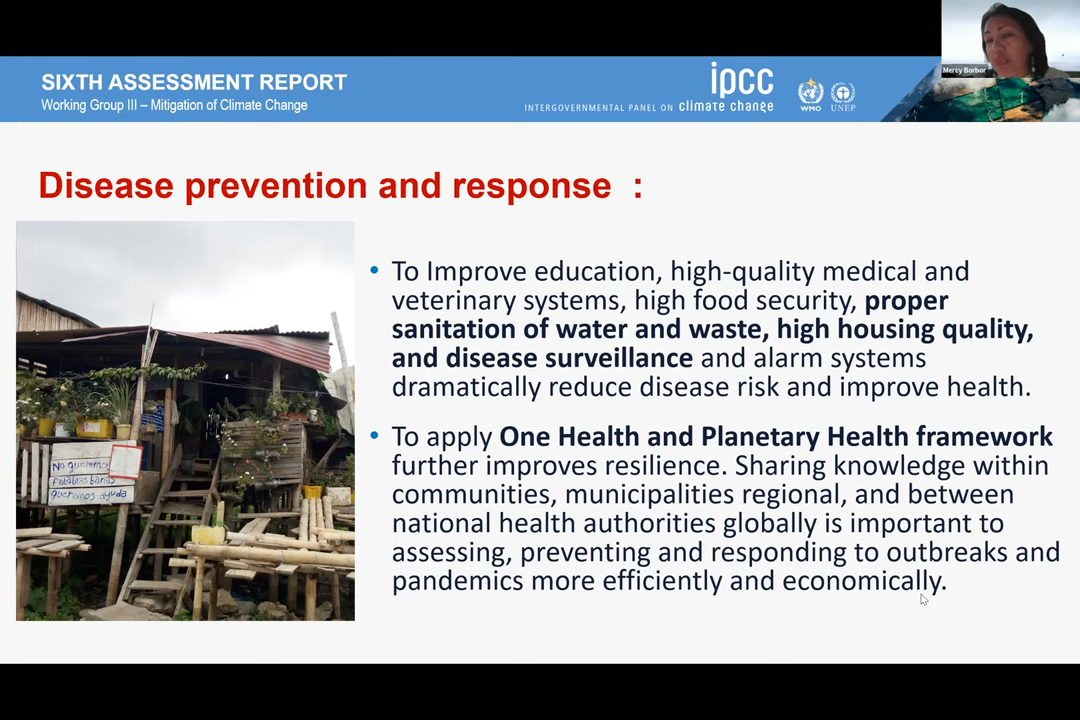 SIXTH ASSESSMENT REPORT
Working Group III – Mitigation of Climate Change
ipcc
INTERGOVERNMENTAL PANEL ON climate change
WMO
UNEP
Mercy Borbor
Disease prevention and response :
• To Improve education, high-quality medical and
veterinary systems, high food security, proper
sanitation of water and waste, high housing quality,
and disease surveillance and alarm systems
dramatically reduce disease risk and improve health.
• To apply One Health and Planetary Health framework
further improves resilience. Sharing knowledge within
communities, municipalities regional, and between
national health authorities globally is important to
assessing, preventing and responding to outbreaks and
pandemics more efficiently and economically.
No queremos
Palabras
queremos ayuda